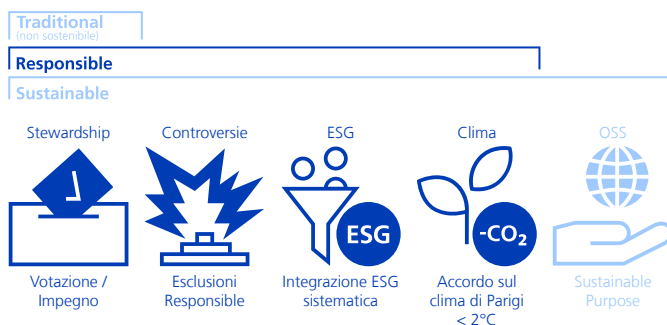 Traditional
(non sostenibile)
Responsible
Sustainable
Stewardship
Controversie
ESG
Clima
OSS
ESG
-CO₂
Votazione /
Impegno
Esclusioni
Responsible
Integrazione ESG
sistematica
Accordo sul
clima di Parigi
< 2°C
Sustainable
Purpose